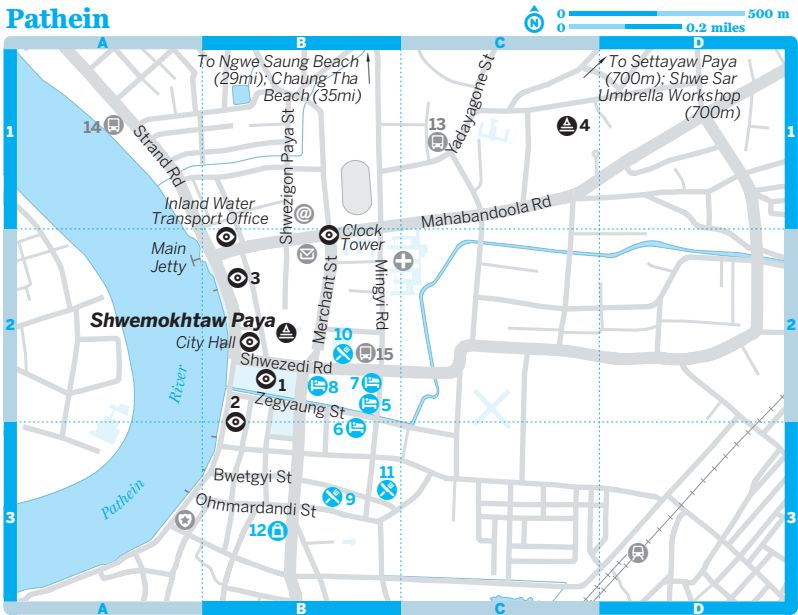 Pathein
N
0 500 m
0 0.2 miles
A B C D
To Ngwe Saung Beach
(29mi); Chaung Tha
Beach (35mi)
Yadayagone St
To Settayaw Paya
(700m); Shwe Sar
Umbrella Workshop
(700m)
1 1
14
13
4
Strand Rd
Shwezigon Paya St
@
Inland Water
Transport Office
Mahabandoola Rd
Clock
Tower
Main
Jetty
3
Merchant St
Mingyi Rd
Shwemokhtaw Paya
2 2
City Hall
10
15
Shwezedi Rd
1
8
7
5
Zegyaung St
River
2
6
Bwetgyi St
11
9
Ohnmardandi St
Pathein
3 3
12
A B C D